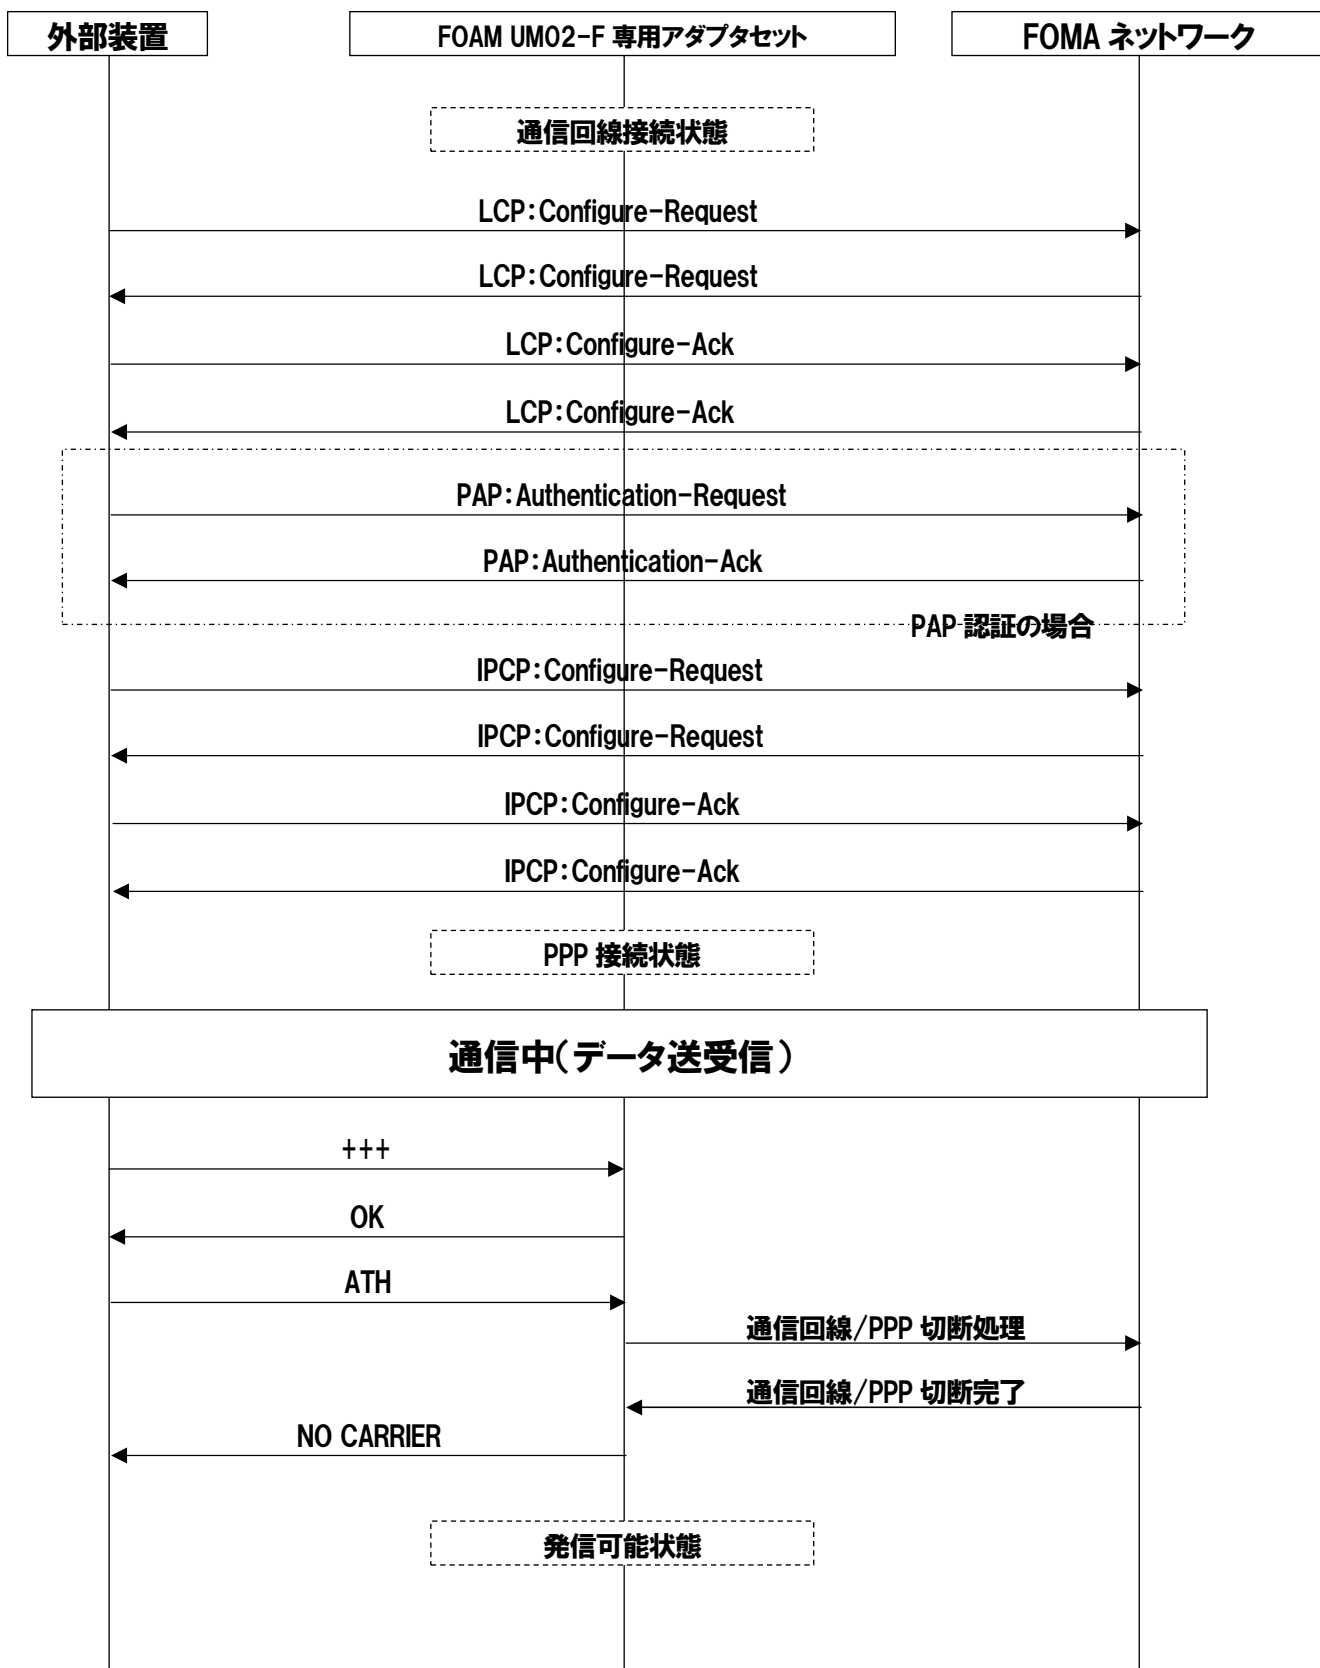 外部装置
FOAM UM02-F 専用アダプタセット
FOMA ネットワーク
通信回線接続状態
LCP:Configure-Request
LCP:Configure-Request
LCP:Configure-Ack
LCP:Configure-Ack
PAP:Authentication-Request
PAP:Authentication-Ack
PAP 認証の場合
IPCP:Configure-Request
IPCP:Configure-Request
IPCP:Configure-Ack
IPCP:Configure-Ack
PPP 接続状態
通信中(データ送受信)
+++
OK
ATH
通信回線/PPP 切断処理
通信回線/PPP 切断完了
NO CARRIER
発信可能状態